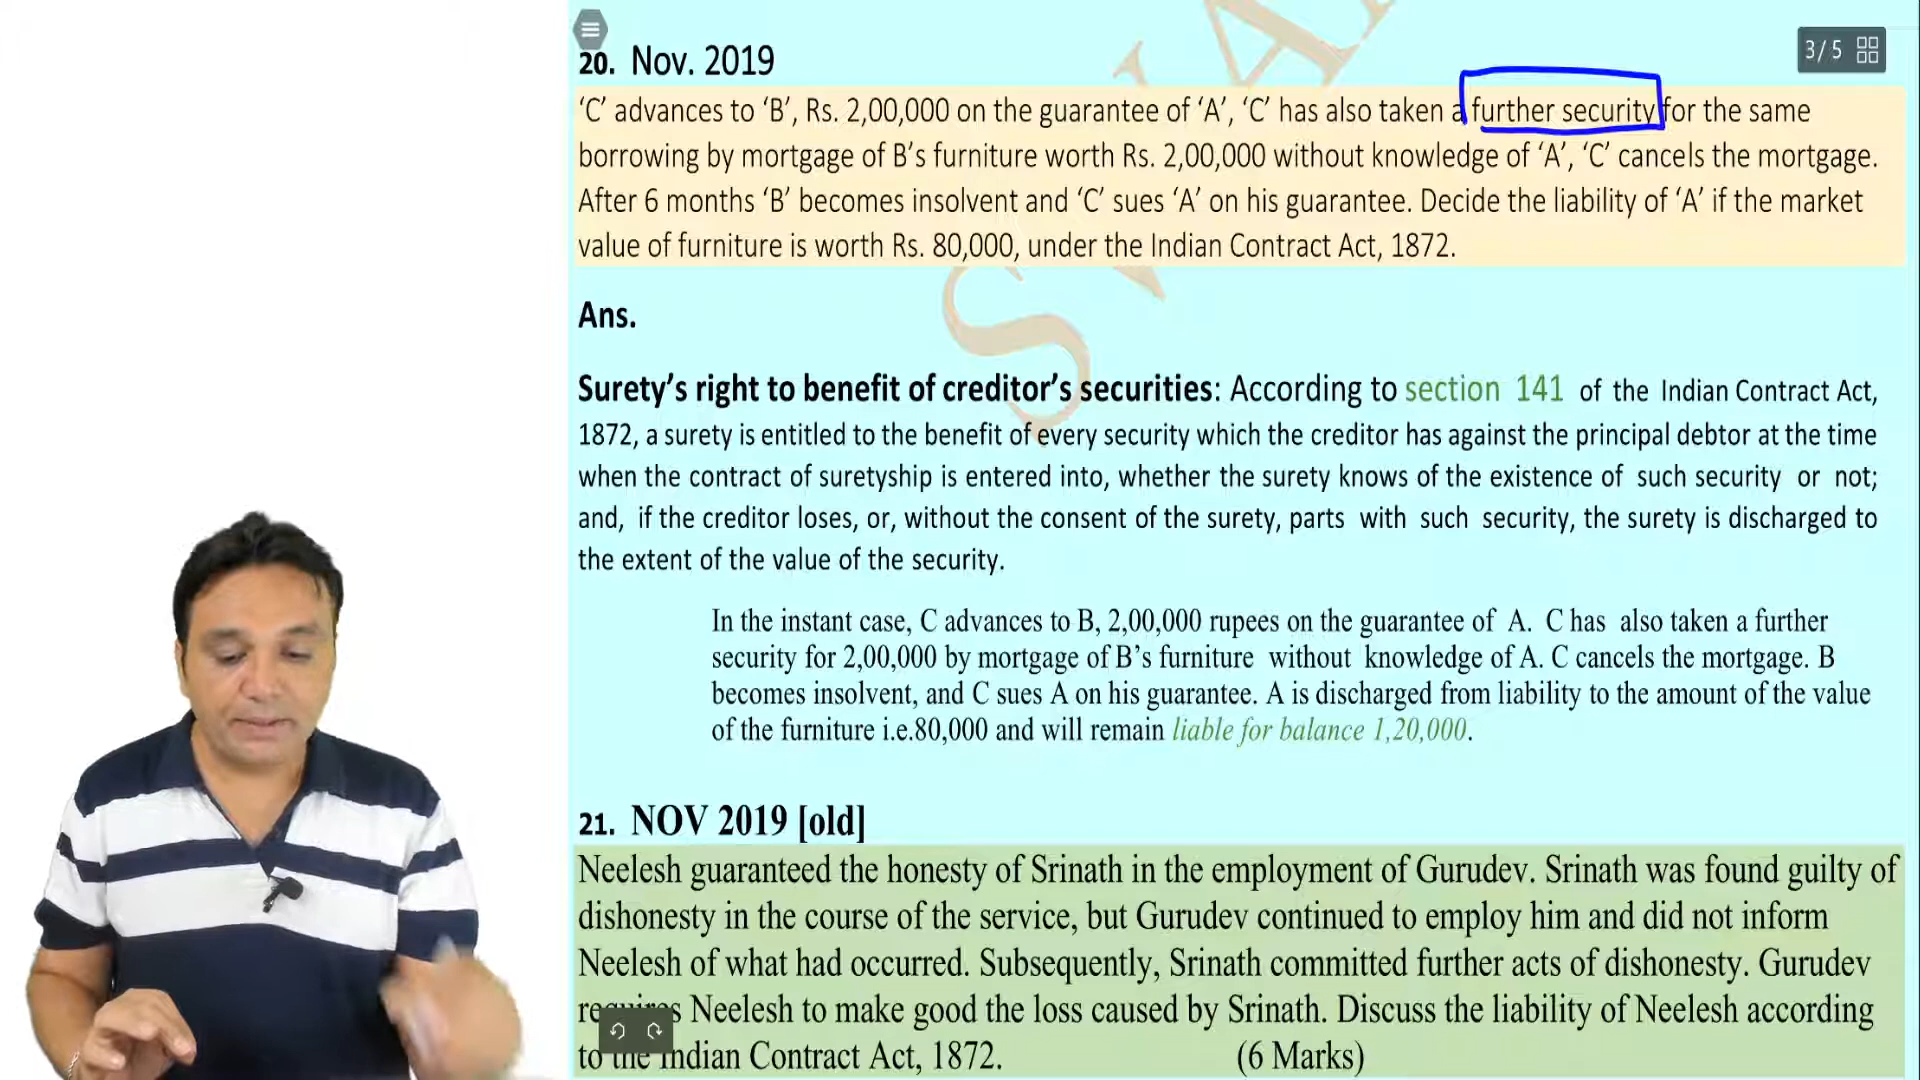 3/5
20. Nov. 2019
‘C’ advances to ‘B’, Rs. 2,00,000 on the guarantee of ‘A’, ‘C’ has also taken a further security for the same
borrowing by mortgage of B’s furniture worth Rs. 2,00,000 without knowledge of ‘A’, ‘C’ cancels the mortgage.
After 6 months ‘B’ becomes insolvent and ‘C’ sues ‘A’ on his guarantee. Decide the liability of ‘A’ if the market
value of furniture is worth Rs. 80,000, under the Indian Contract Act, 1872.
Ans.
Surety’s right to benefit of creditor’s securities: According to section 141 of the Indian Contract Act,
1872, a surety is entitled to the benefit of every security which the creditor has against the principal debtor at the time
when the contract of suretyship is entered into, whether the surety knows of the existence of such security or not;
and, if the creditor loses, or, without the consent of the surety, parts with such security, the surety is discharged to
the extent of the value of the security.
In the instant case, C advances to B, 2,00,000 rupees on the guarantee of A. C has also taken a further
security for 2,00,000 by mortgage of B’s furniture without knowledge of A. C cancels the mortgage. B
becomes insolvent, and C sues A on his guarantee. A is discharged from liability to the amount of the value
of the furniture i.e.80,000 and will remain liable for balance 1,20,000.
21. NOV 2019 [old]
Neelesh guaranteed the honesty of Srinath in the employment of Gurudev. Srinath was found guilty of
dishonesty in the course of the service, but Gurudev continued to employ him and did not inform
Neelesh of what had occurred. Subsequently, Srinath committed further acts of dishonesty. Gurudev
requires Neelesh to make good the loss caused by Srinath. Discuss the liability of Neelesh according
to the Indian Contract Act, 1872. (6 Marks)